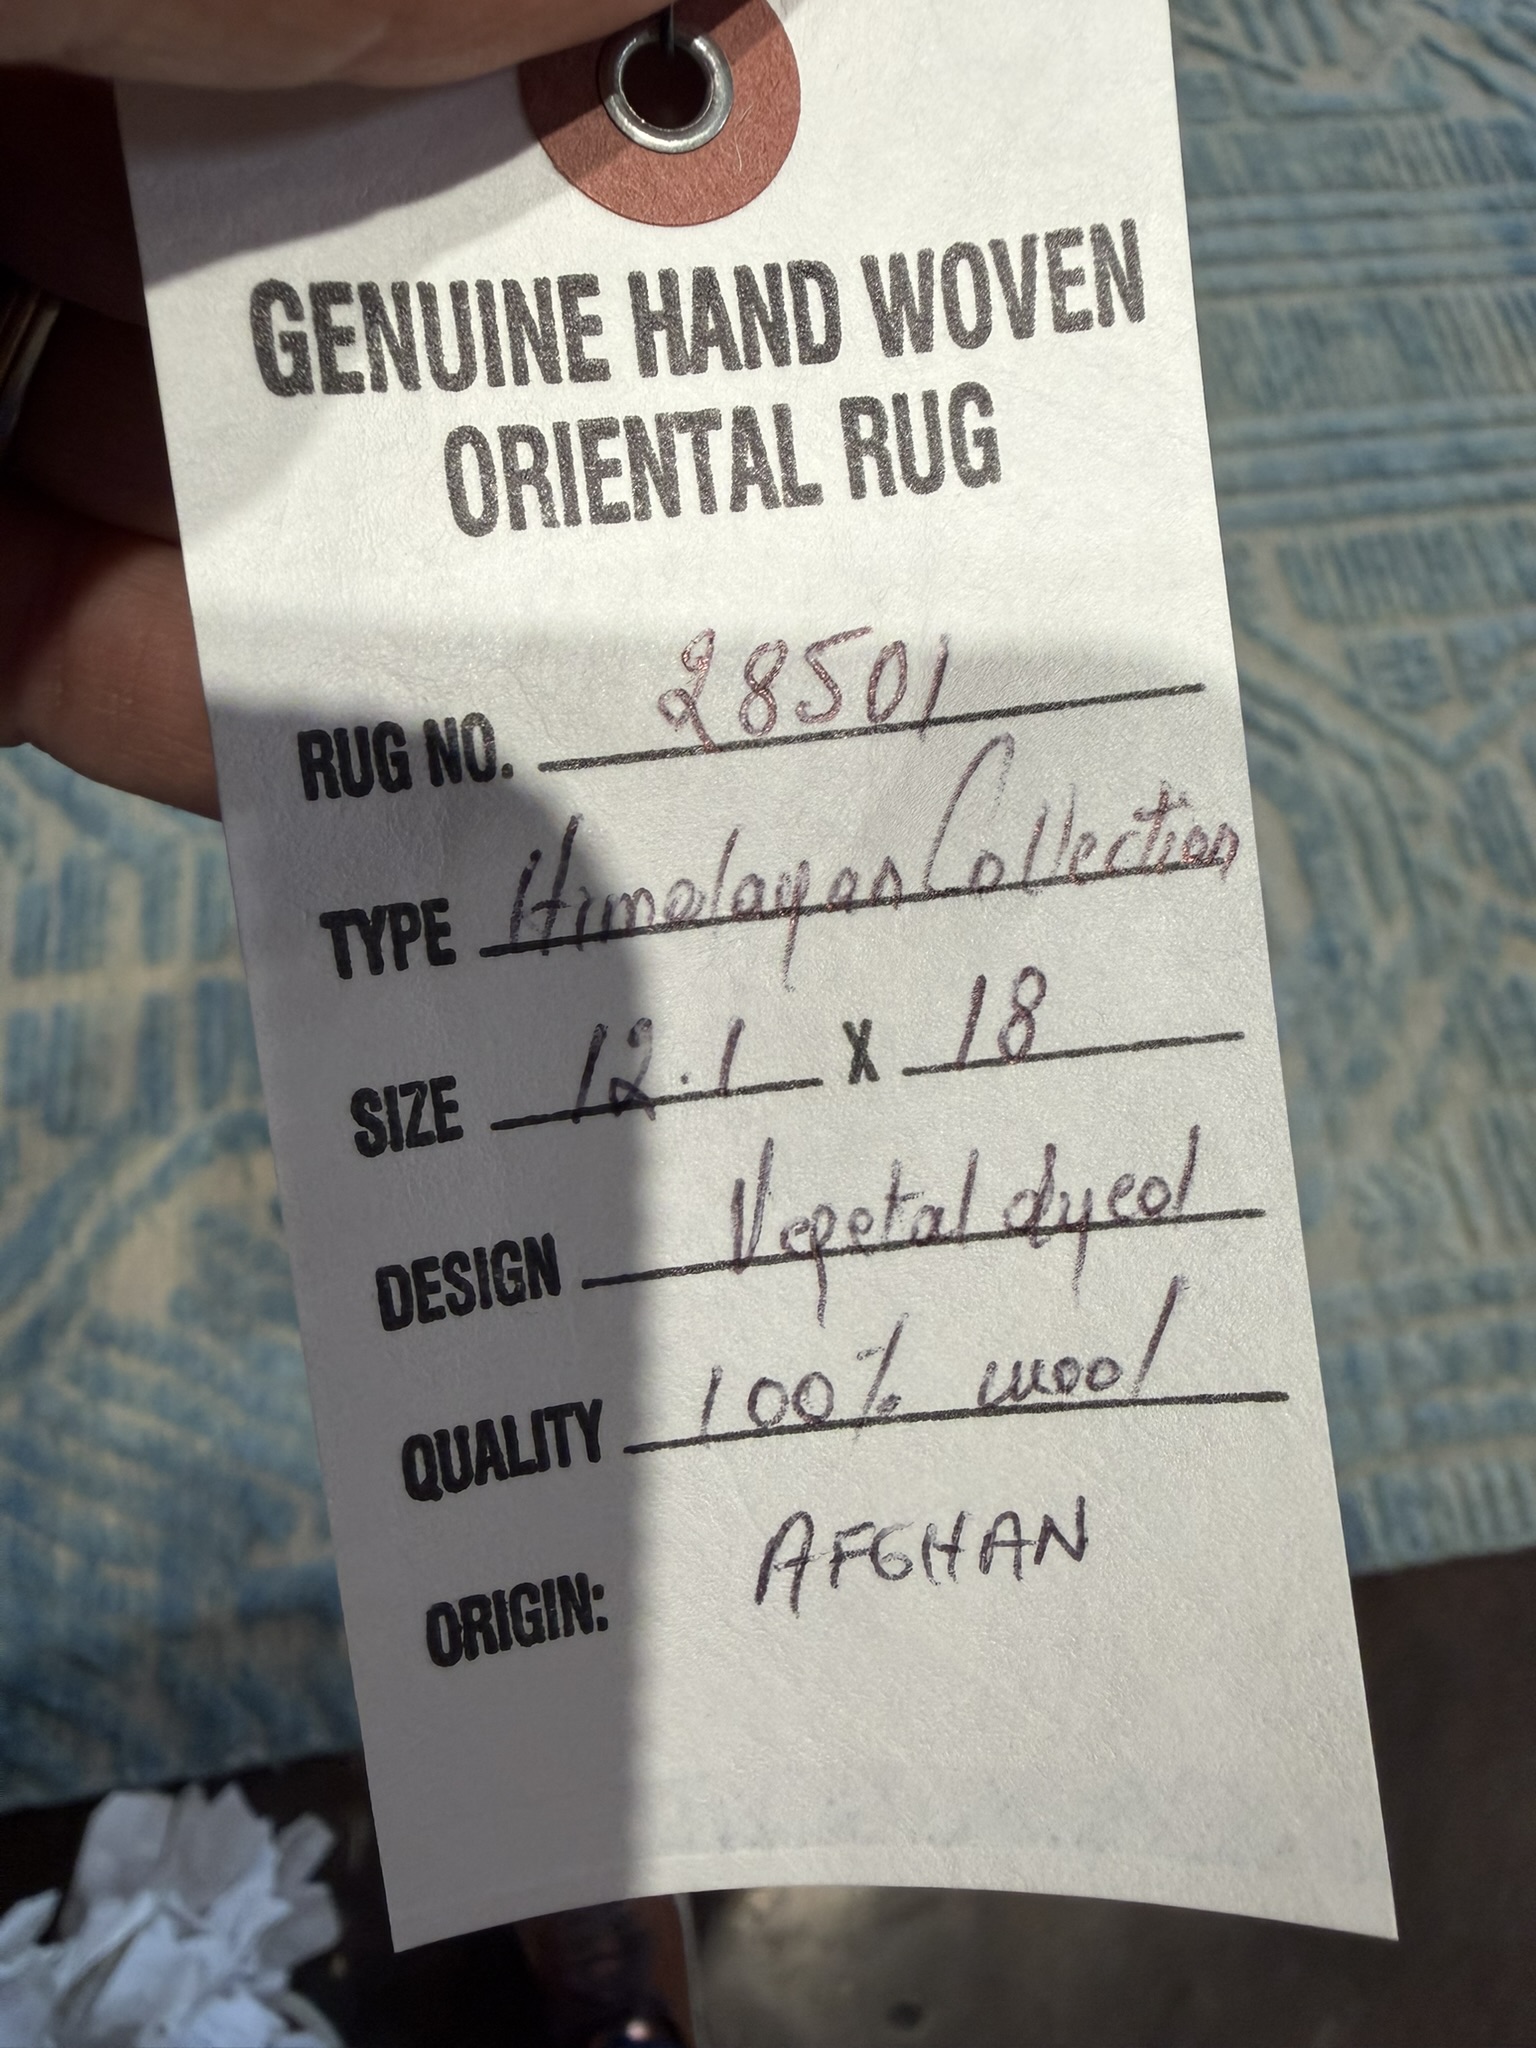 GENUINE HAND WOVEN
ORIENTAL RUG
RUG NO. 28501
TYPE Himalayan Collection
SIZE 12.1 X 18
DESIGN Vegetal dyed
QUALITY 100% wool
ORIGIN: AFGHAN